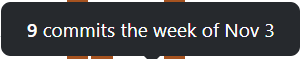 9 commits the week of Nov 3